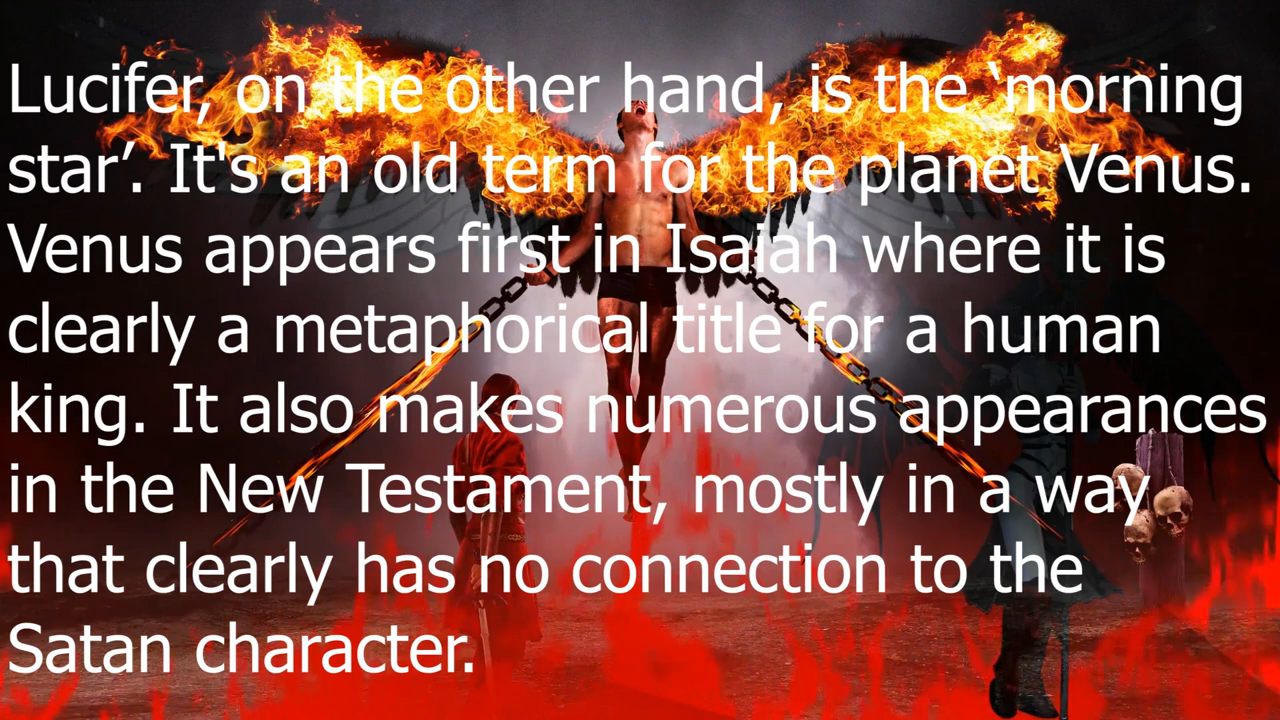 Lucifer, on the other hand, is the ‘morning
star’. It's an old term for the planet Venus.
Venus appears first in Isaiah where it is
clearly a metaphorical title for a human
king. It also makes numerous appearances
in the New Testament, mostly in a way
that clearly has no connection to the
Satan character.